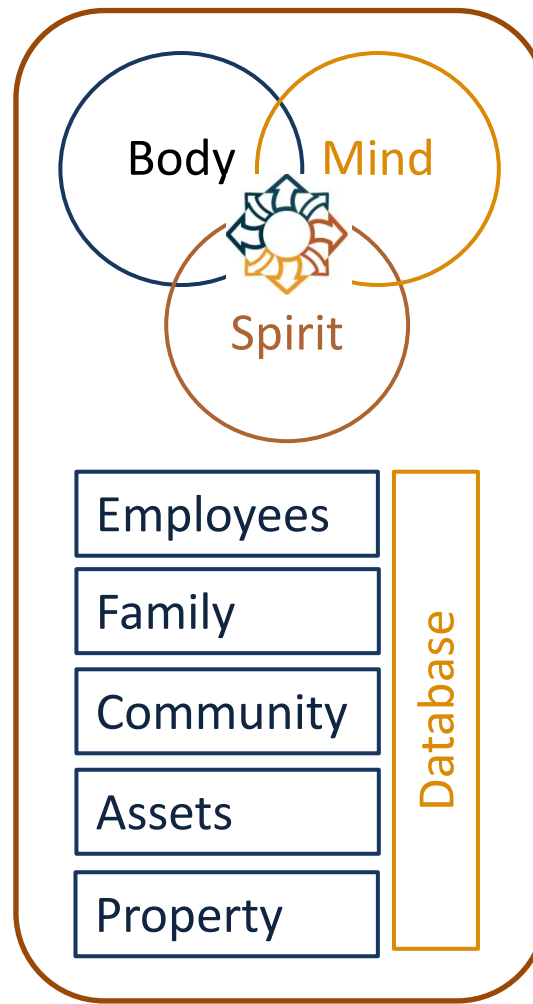 Body
Mind
Spirit
Employees
Family
Community
Assets
Property
Database